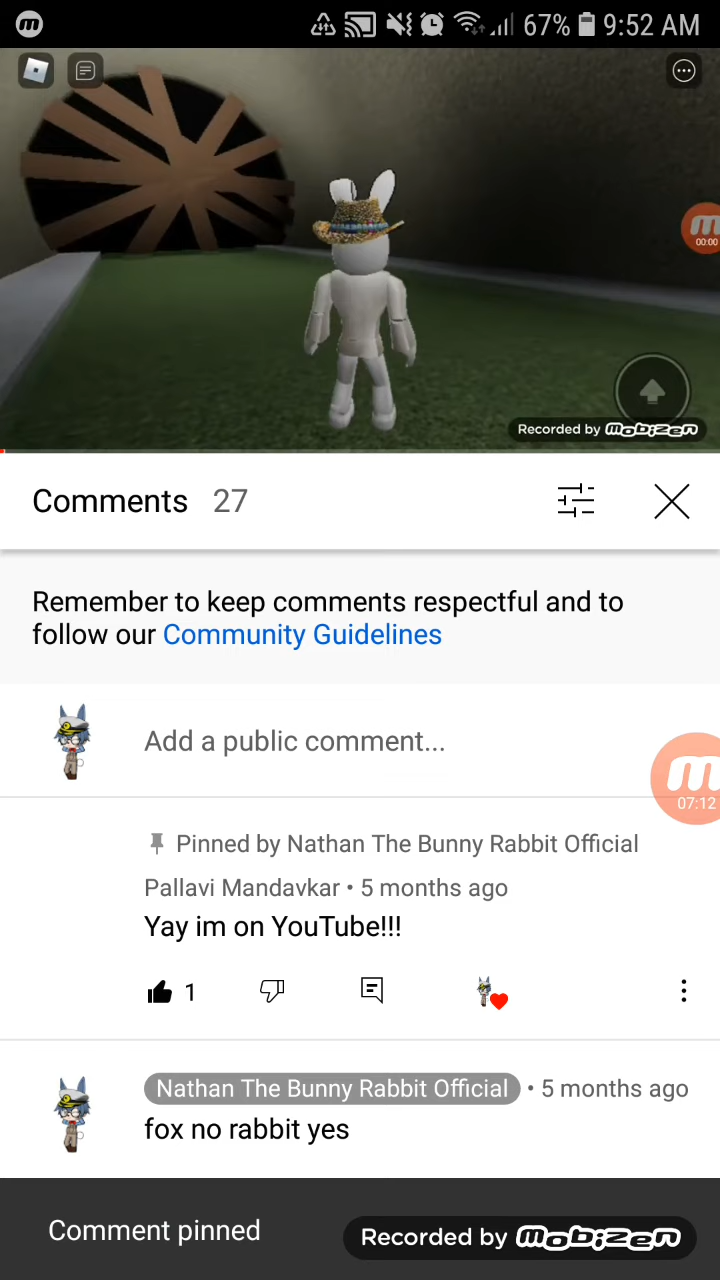 67% 9:52 AM
00:00
Recorded by mobizen
Comments 27
Remember to keep comments respectful and to
follow our Community Guidelines
Add a public comment...
07:12
Pinned by Nathan The Bunny Rabbit Official
Pallavi Mandavkar • 5 months ago
Yay im on YouTube!!!
1
Nathan The Bunny Rabbit Official • 5 months ago
fox no rabbit yes
Comment pinned
Recorded by mobizen